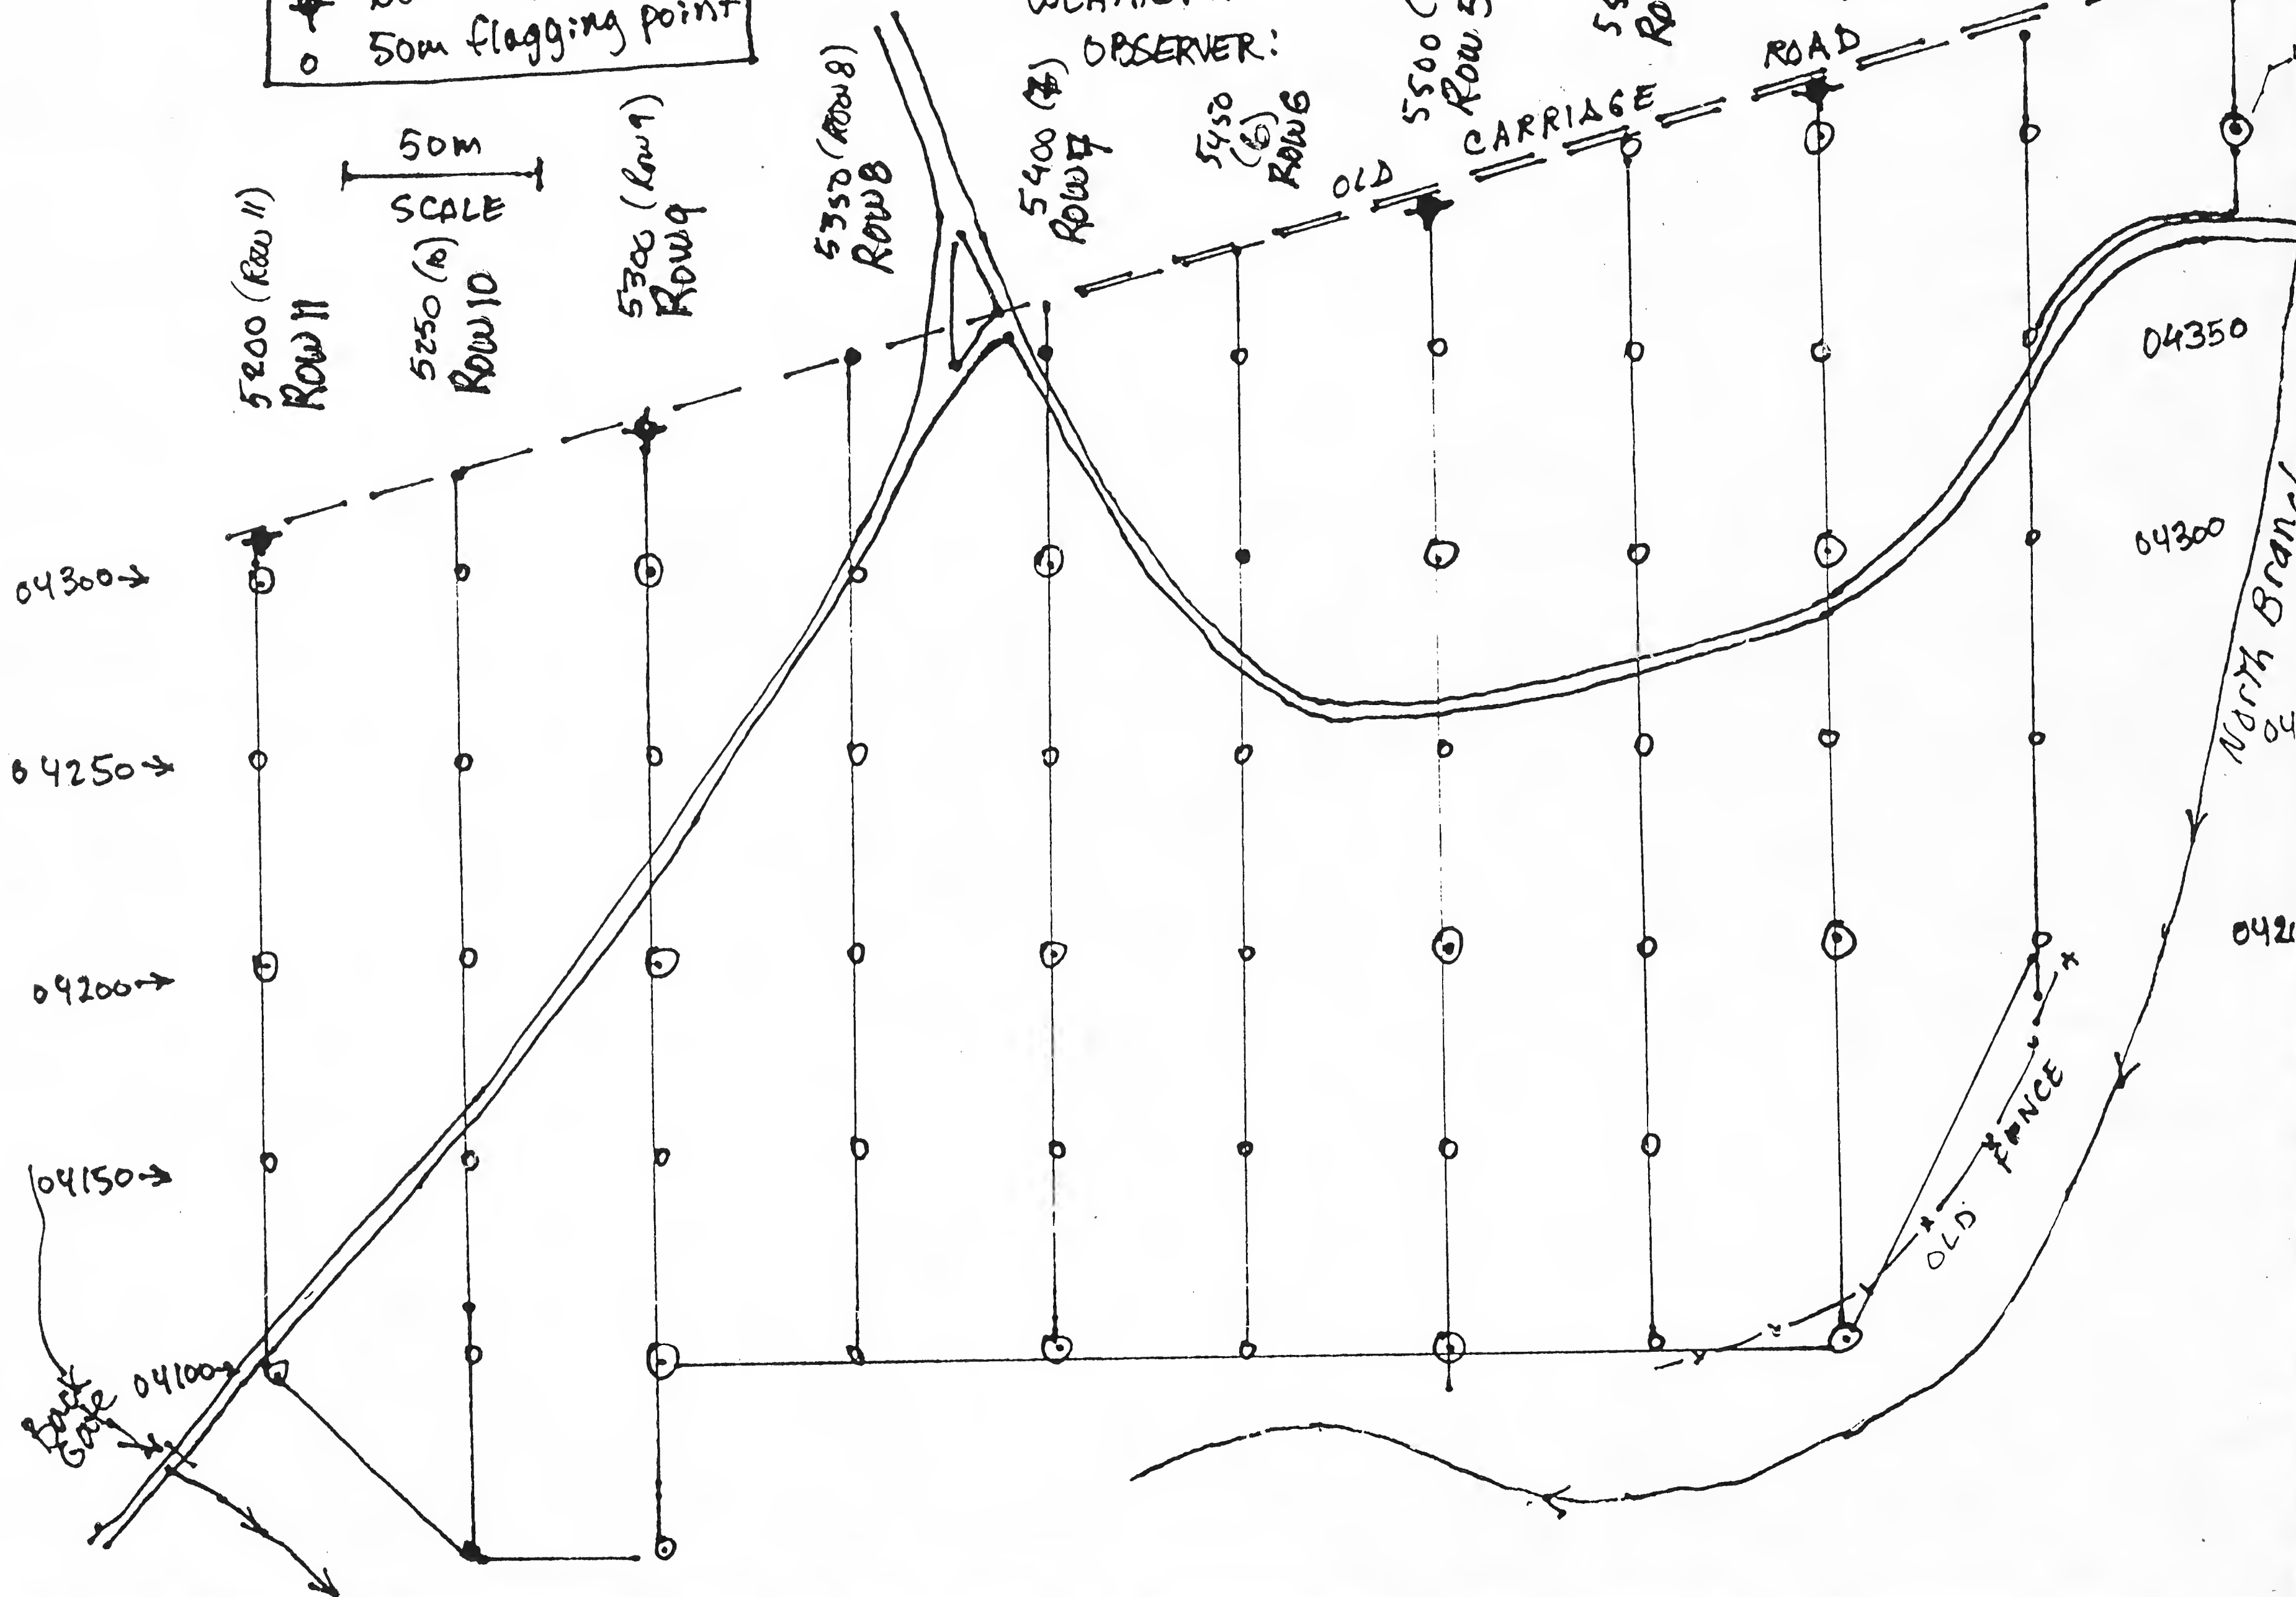 50m flagging point
OBSERVER:
50m
SCALE
5200 (Row 11)
Row 11
5250 (10)
Row 10
5300 (Row 9)
Row 9
5350 (Row 8)
Row 8
5400 (7)
Row 7
5450
(6)
Row 6
5500 (
Row 5
OLD CARRIAGE ROAD
04350
04300→
04300
04250→
North
04200→
04150→
OLD FENCE
04100→
Back
Gate